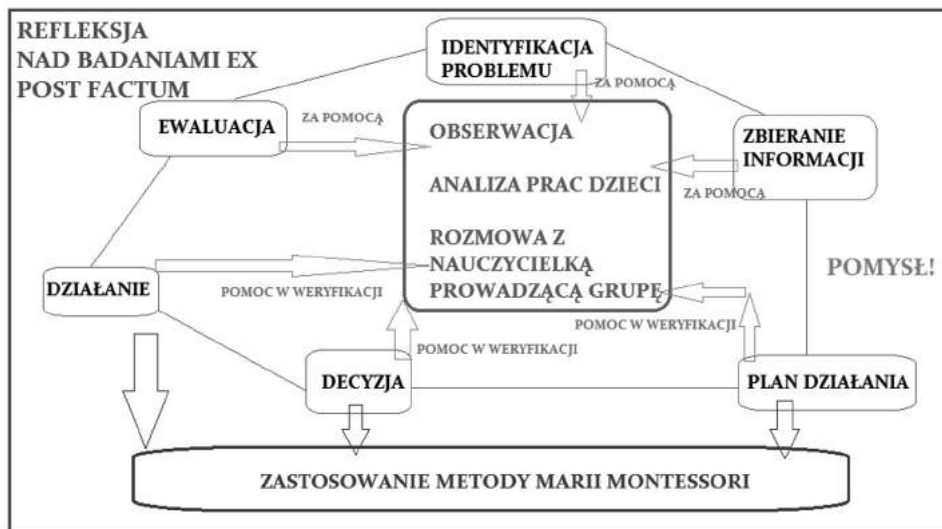 REFLEKSJA
NAD BADANIAMI EX
POST FACTUM
IDENTYFIKACJA
PROBLEMU
ZA POMOCĄ
EWALUACJA
ZA POMOCĄ
OBSERWACJA
ANALIZA PRAC DZIECI
ROZMOWA Z
NAUCZYCIELKĄ
PROWADZĄCĄ GRUPĘ
ZBIERANIE
INFORMACJI
ZA POMOCĄ
POMYSŁ!
DZIAŁANIE
POMOC W WERYFIKACJI
POMOC W WERYFIKACJI
POMOC W WERYFIKACJI
DECYZJA
PLAN DZIAŁANIA
ZASTOSOWANIE METODY MARII MONTESSORI